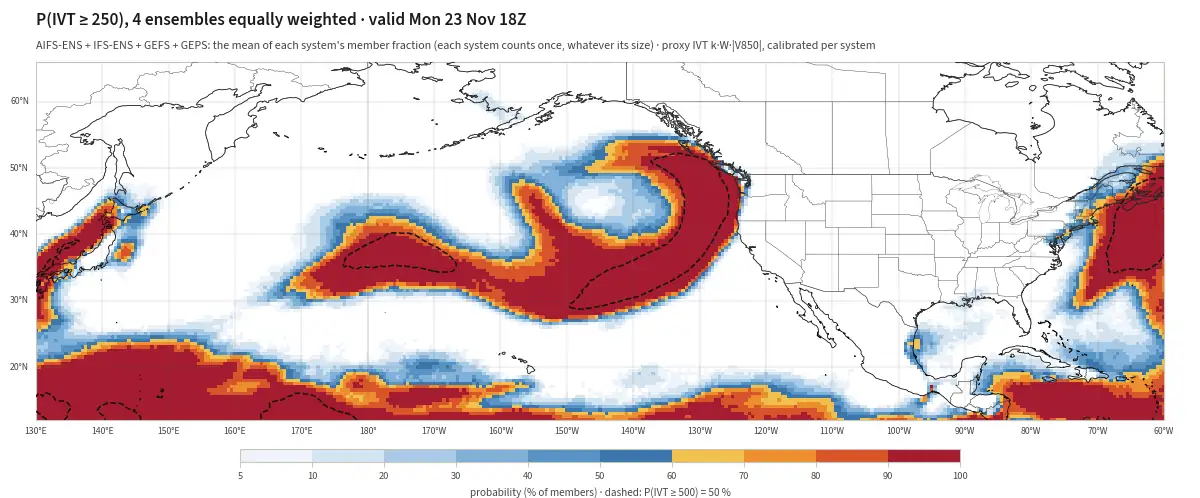 P(IVT ≥ 250), 4 ensembles equally weighted · valid Mon 23 Nov 18Z
AIFS-ENS + IFS-ENS + GEFS + GEPS: the mean of each system's member fraction (each system counts once, whatever its size) · proxy IVT k·W·|V850|, calibrated per system
60°N
50°N
40°N
30°N
20°N
130°E 140°E 150°E 160°E 170°E 180° 170°W 160°W 150°W 140°W 130°W 120°W 110°W 100°W 90°W 80°W 70°W 60°W
5 10 20 30 40 50 60 70 80 90 100
probability (% of members) · dashed: P(IVT ≥ 500) = 50 %